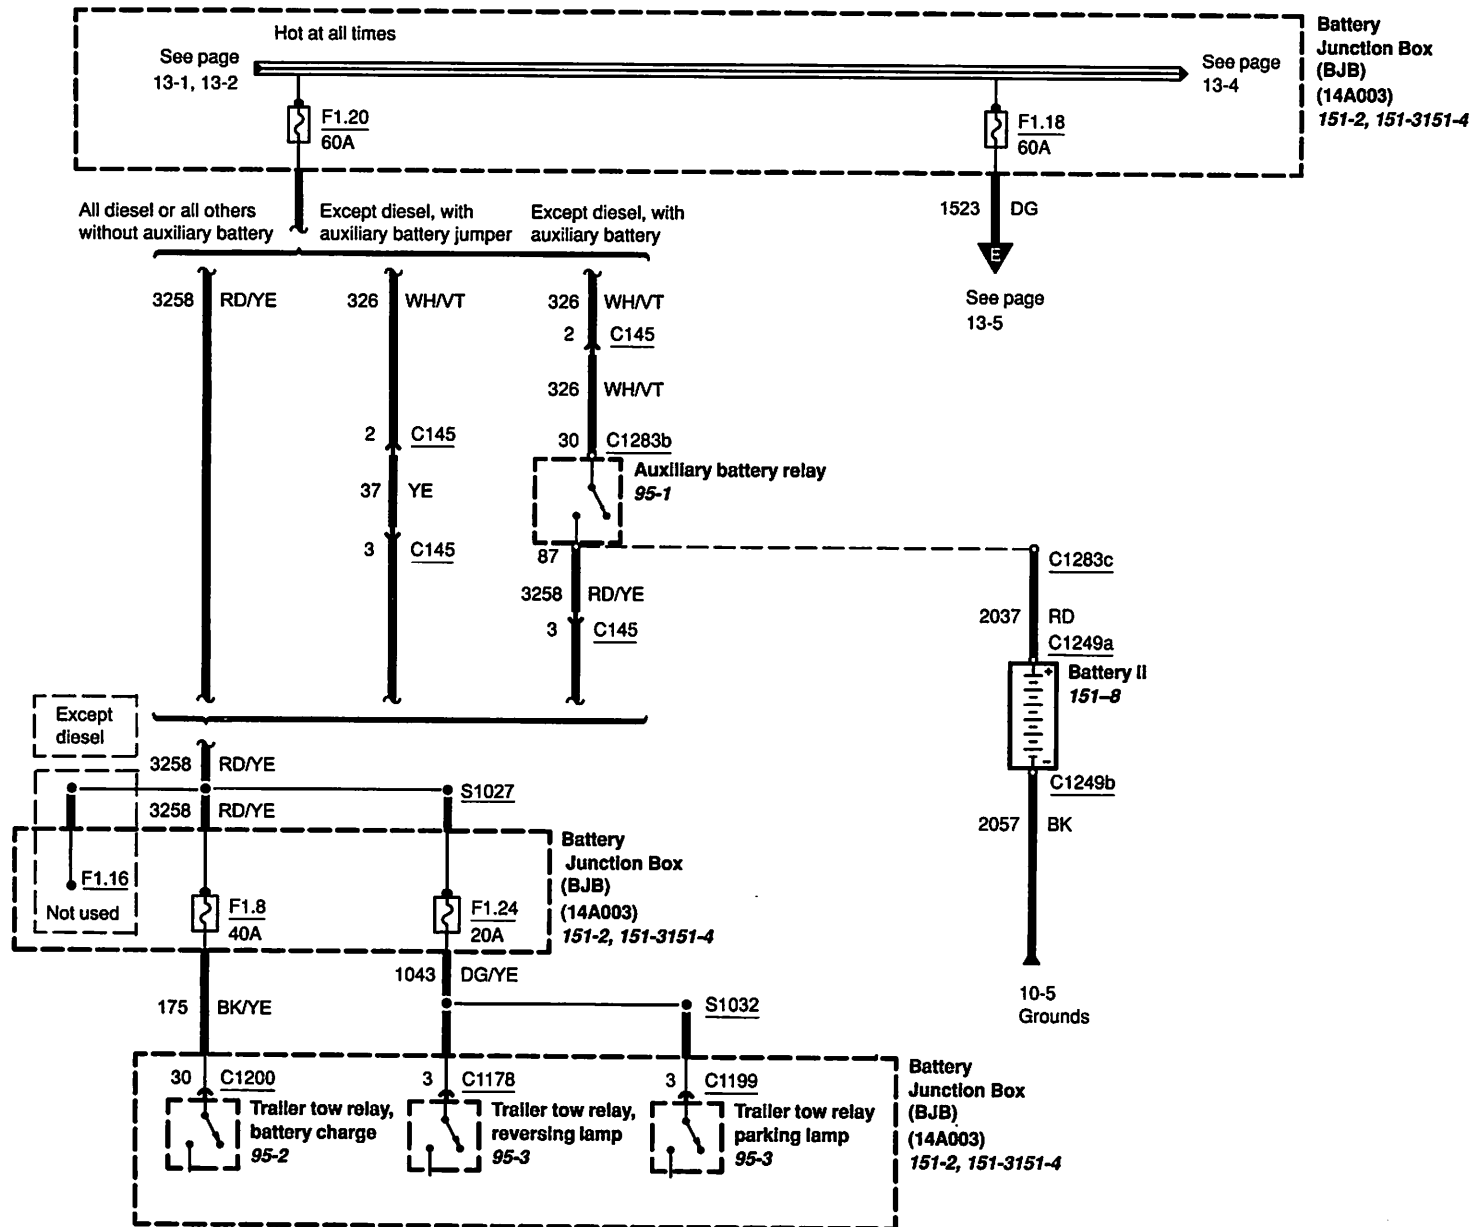 Hot at all times
See page
13-1, 13-2
See page
13-4
Battery
Junction Box
(BJB)
(14A003)
151-2, 151-3151-4
F1.20
60A
F1.18
60A
1523 DG
E
See page
13-5
All diesel or all others
without auxiliary battery
Except diesel, with
auxiliary battery jumper
Except diesel, with
auxiliary battery
3258 RD/YE
326 WH/VT
326 WH/VT
2 C145
326 WH/VT
2 C145
30 C1283b
Auxiliary battery relay
95-1
37 YE
3 C145
87
3258 RD/YE
3 C145
C1283c
2037 RD
C1249a
+
Battery II
151-8
-
C1249b
2057 BK
10-5
Grounds
Except
diesel
3258 RD/YE
S1027
3258 RD/YE
Battery
Junction Box
(BJB)
(14A003)
151-2, 151-3151-4
F1.16
Not used
F1.8
40A
F1.24
20A
1043 DG/YE
175 BK/YE
S1032
30 C1200
Trailer tow relay,
battery charge
95-2
3 C1178
Trailer tow relay,
reversing lamp
95-3
3 C1199
Trailer tow relay
parking lamp
95-3
Battery
Junction Box
(BJB)
(14A003)
151-2, 151-3151-4